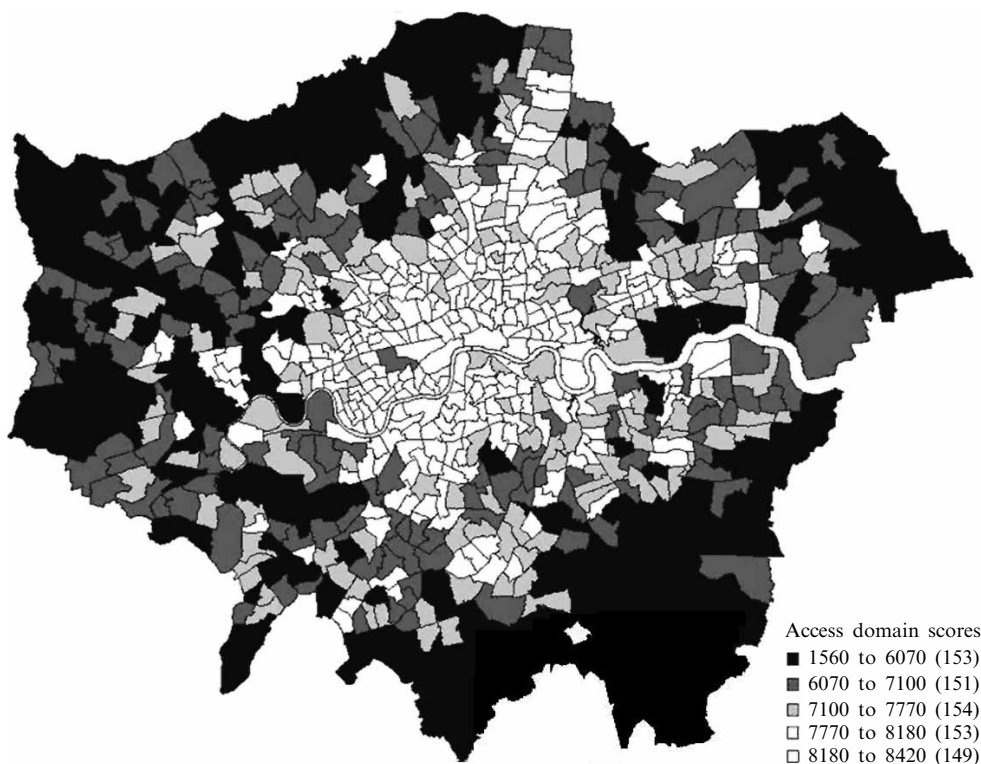 Access domain scores
1560 to 6070 (153)
6070 to 7100 (151)
7100 to 7770 (154)
7770 to 8180 (153)
8180 to 8420 (149)